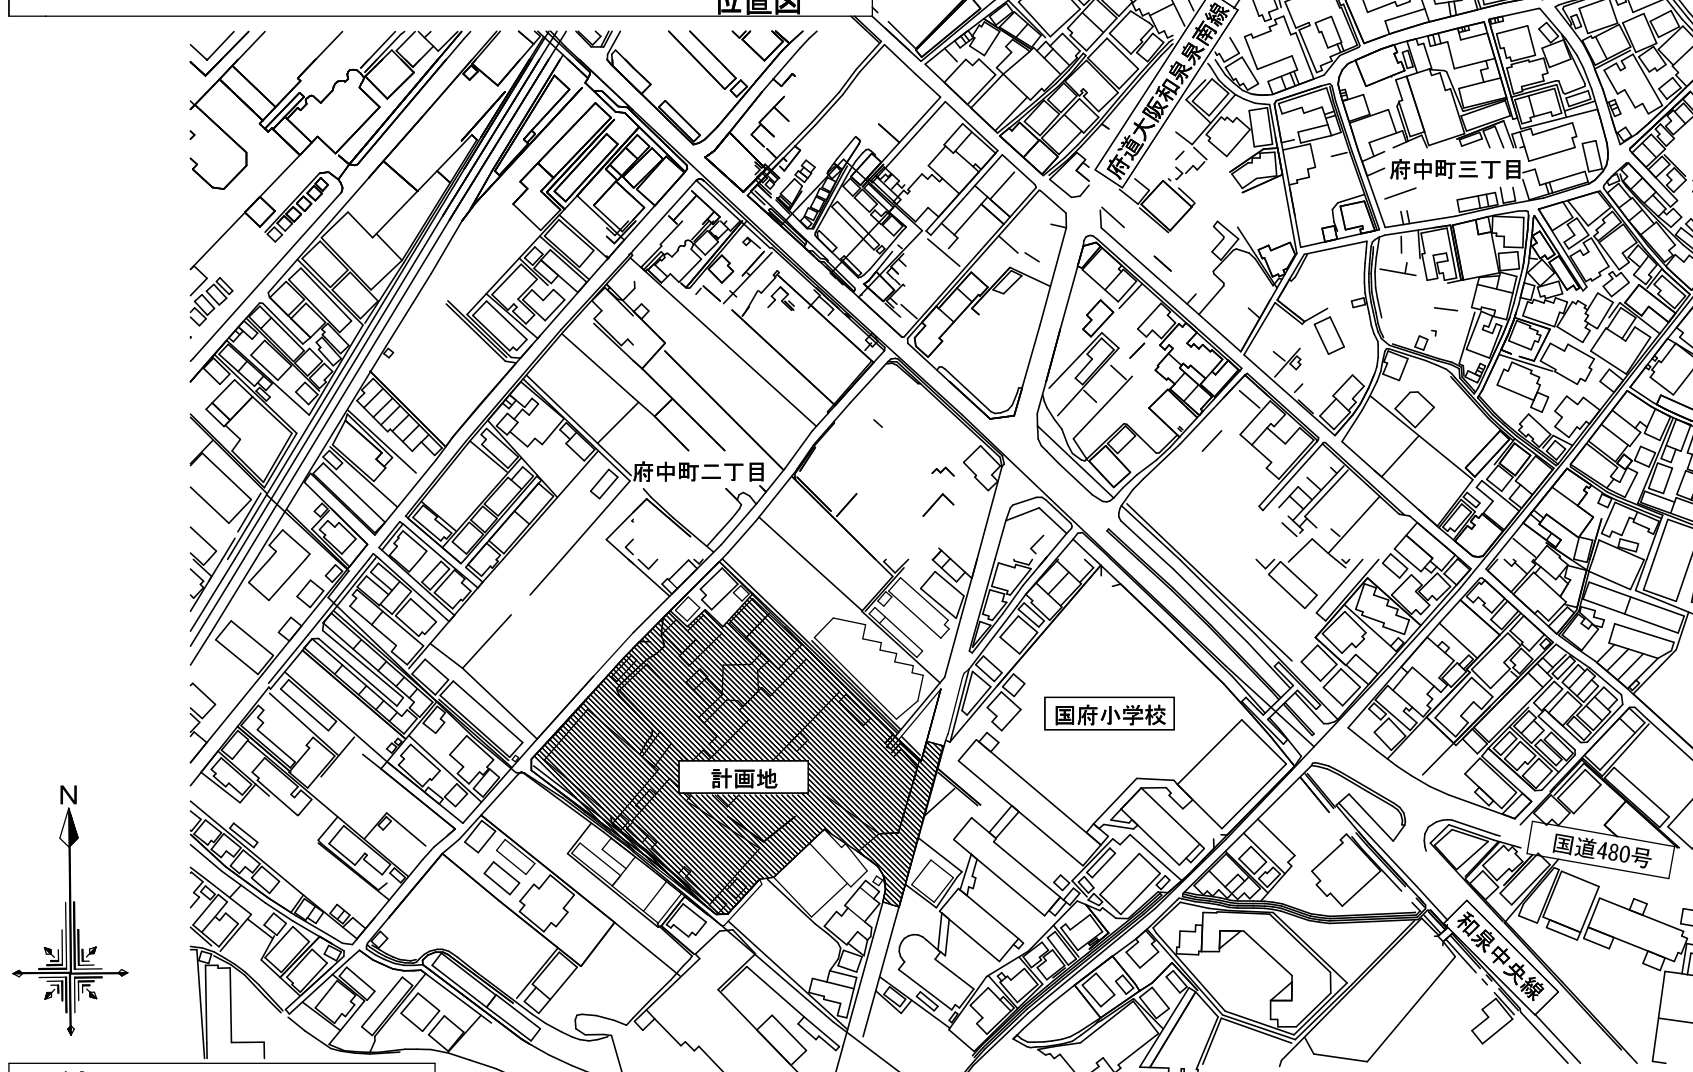 位置図
府道大阪和泉泉南線
府中町三丁目
府中町二丁目
国府小学校
計画地
N
国道480号
和泉中央線